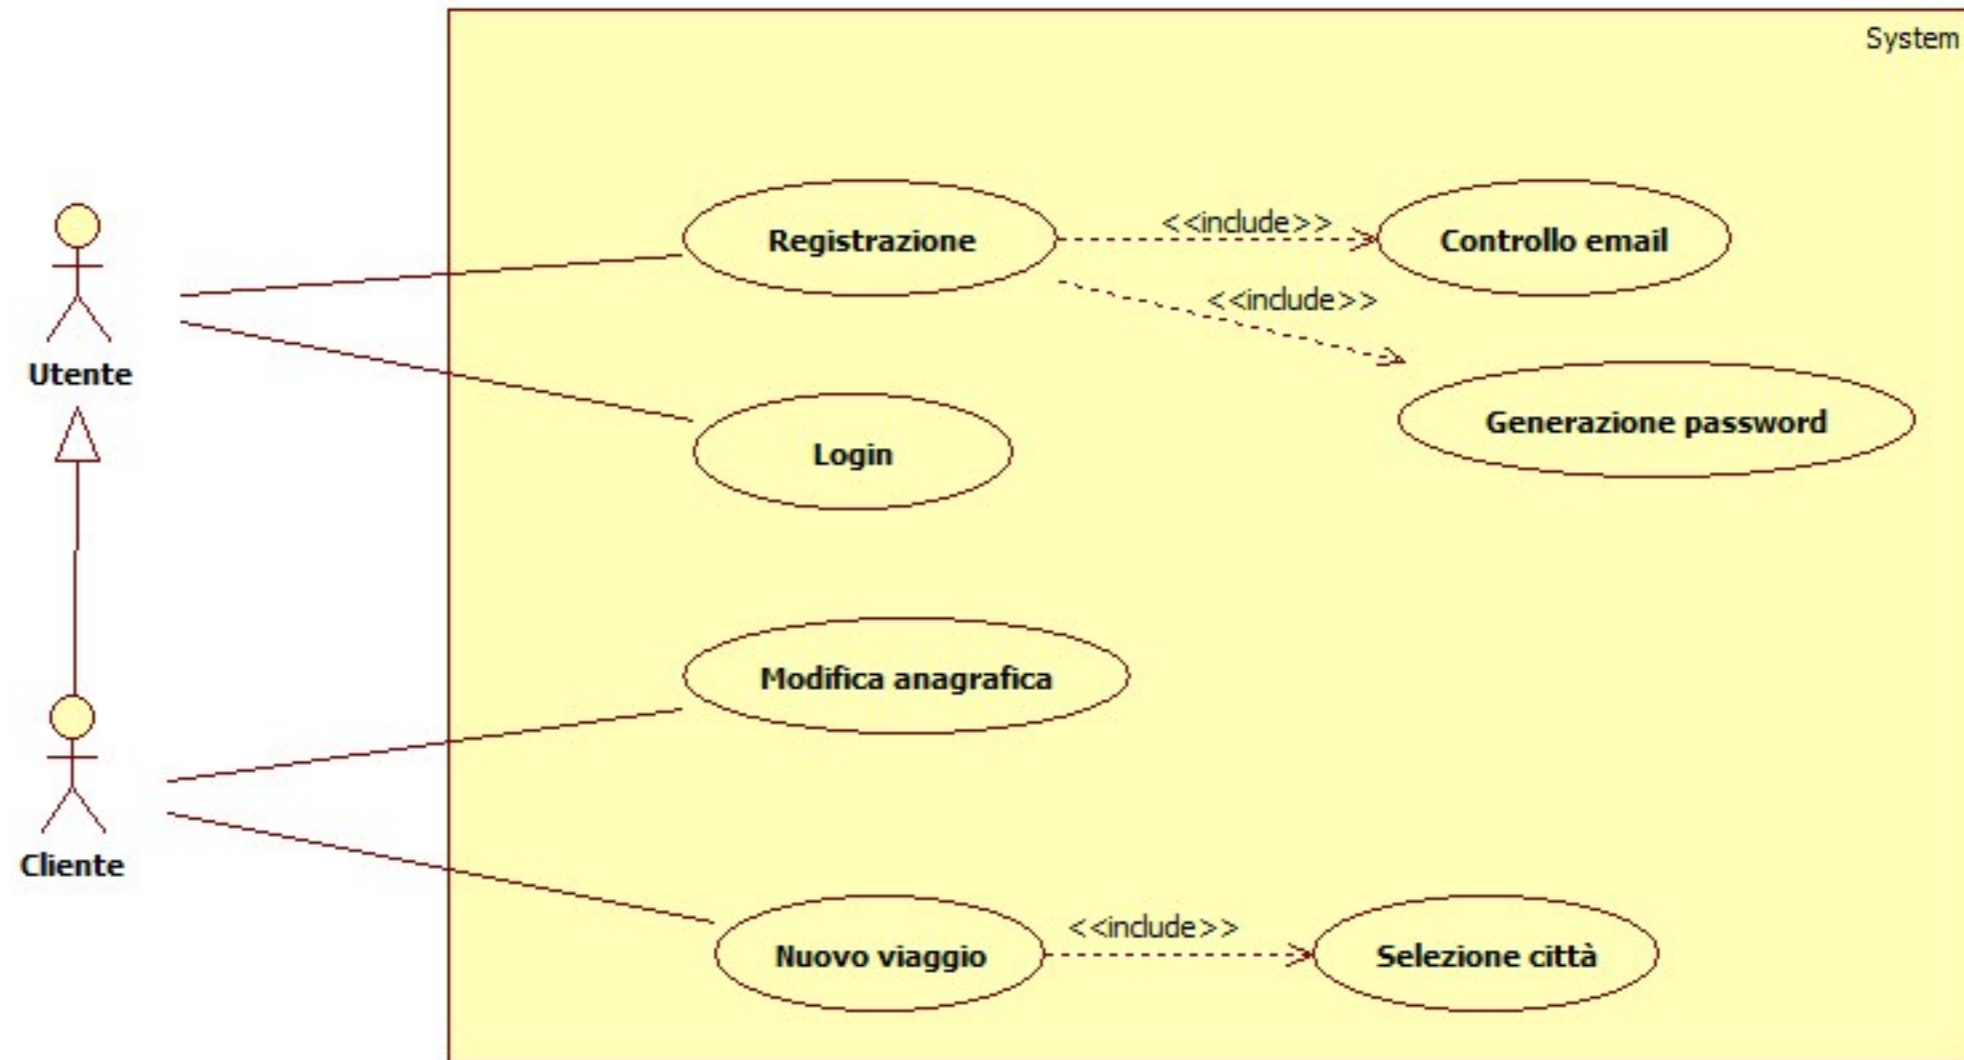 System
Registrazione
<<include>>
Controllo email
<<include>>
Utente
Generazione password
Login
Modifica anagrafica
Cliente
Nuovo viaggio
<<include>>
Selezione città